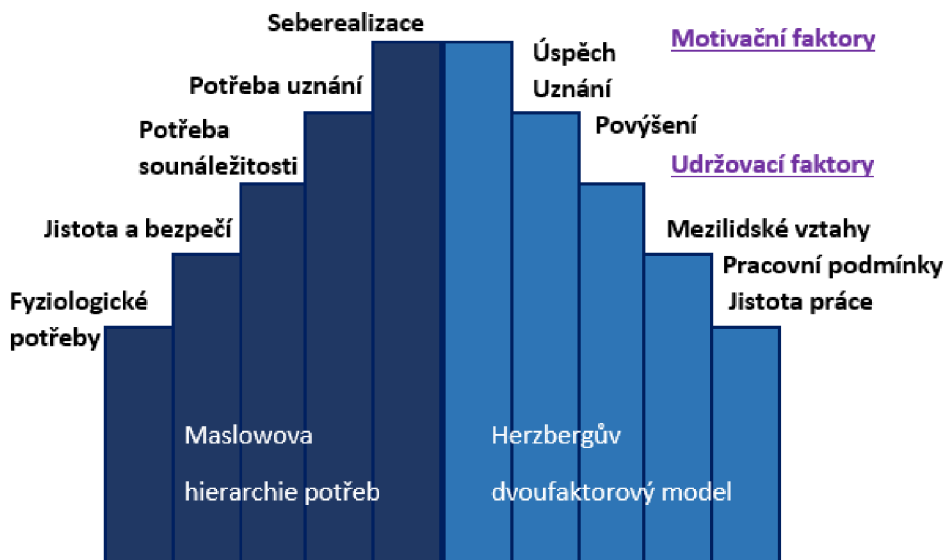 Seberealizace
Potřeba uznání
Potřeba
sounáležitosti
Jistota a bezpečí
Fyziologické
potřeby
Motivační faktory
Úspěch
Uznání
Povýšení
Udržovací faktory
Mezilidské vztahy
Pracovní podmínky
Jistota práce
Maslowova
hierarchie potřeb
Herzbergův
dvoufaktorový model